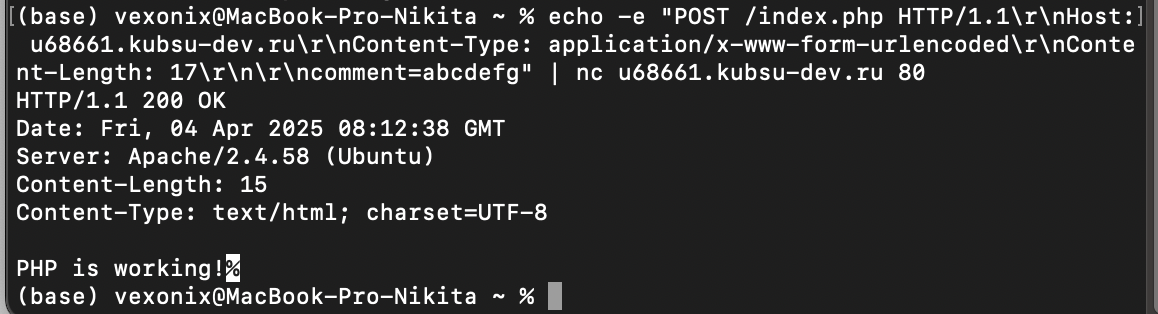 [(base) vexonix@MacBook-Pro-Nikita ~ % echo -e "POST /index.php HTTP/1.1\r\nHost:]
 u68661.kubsu-dev.ru\r\nContent-Type: application/x-www-form-urlencoded\r\nConte
nt-Length: 17\r\n\r\ncomment=abcdefg" | nc u68661.kubsu-dev.ru 80
HTTP/1.1 200 OK
Date: Fri, 04 Apr 2025 08:12:38 GMT
Server: Apache/2.4.58 (Ubuntu)
Content-Length: 15
Content-Type: text/html; charset=UTF-8

PHP is working!%
(base) vexonix@MacBook-Pro-Nikita ~ %